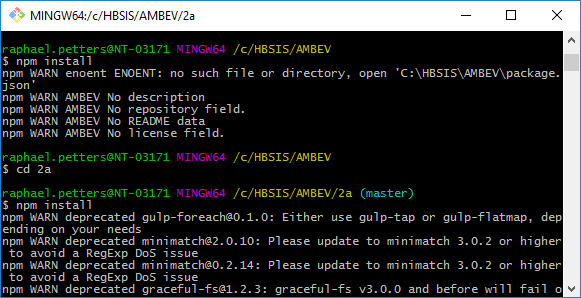 MINGW64:/c/HBSIS/AMBEV/2a
raphael.petters@NT-03171 MINGW64 /c/HBSIS/AMBEV
$ npm install
npm WARN enoent ENOENT: no such file or directory, open 'C:\HBSIS\AMBEV\package.
json'
npm WARN AMBEV No description
npm WARN AMBEV No repository field.
npm WARN AMBEV No README data
npm WARN AMBEV No license field.
raphael.petters@NT-03171 MINGW64 /c/HBSIS/AMBEV
$ cd 2a
raphael.petters@NT-03171 MINGW64 /c/HBSIS/AMBEV/2a (master)
$ npm install
npm WARN deprecated gulp-foreach@0.1.0: Either use gulp-tap or gulp-flatmap, dep
ending on your needs
npm WARN deprecated minimatch@2.0.10: Please update to minimatch 3.0.2 or higher
to avoid a RegExp DoS issue
npm WARN deprecated minimatch@0.2.14: Please update to minimatch 3.0.2 or higher
to avoid a RegExp DoS issue
npm WARN deprecated graceful-fs@1.2.3: graceful-fs v3.0.0 and before will fail o